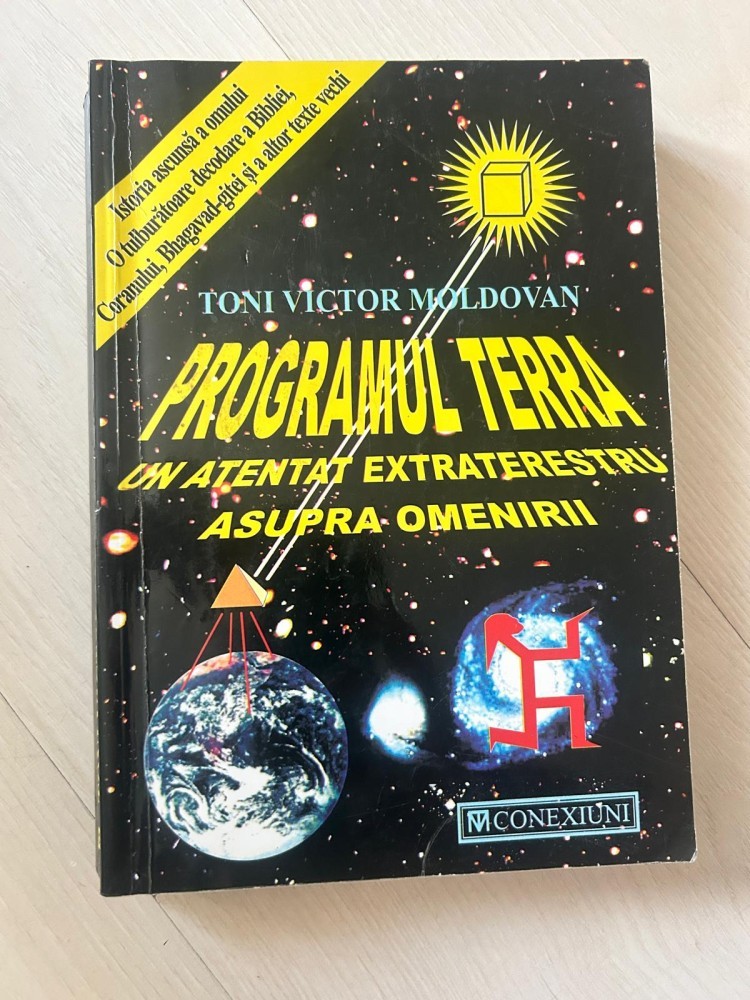 Istoria ascunsă a omului
O tulburătoare decodare a Bibliei,
Coranului, Bhagavad-gitei și a altor texte vechi
TONI VICTOR MOLDOVAN
PROGRAMUL TERRA
UN ATENTAT EXTRATERESTRU
ASUPRA OMENIRII
CONEXIUNI